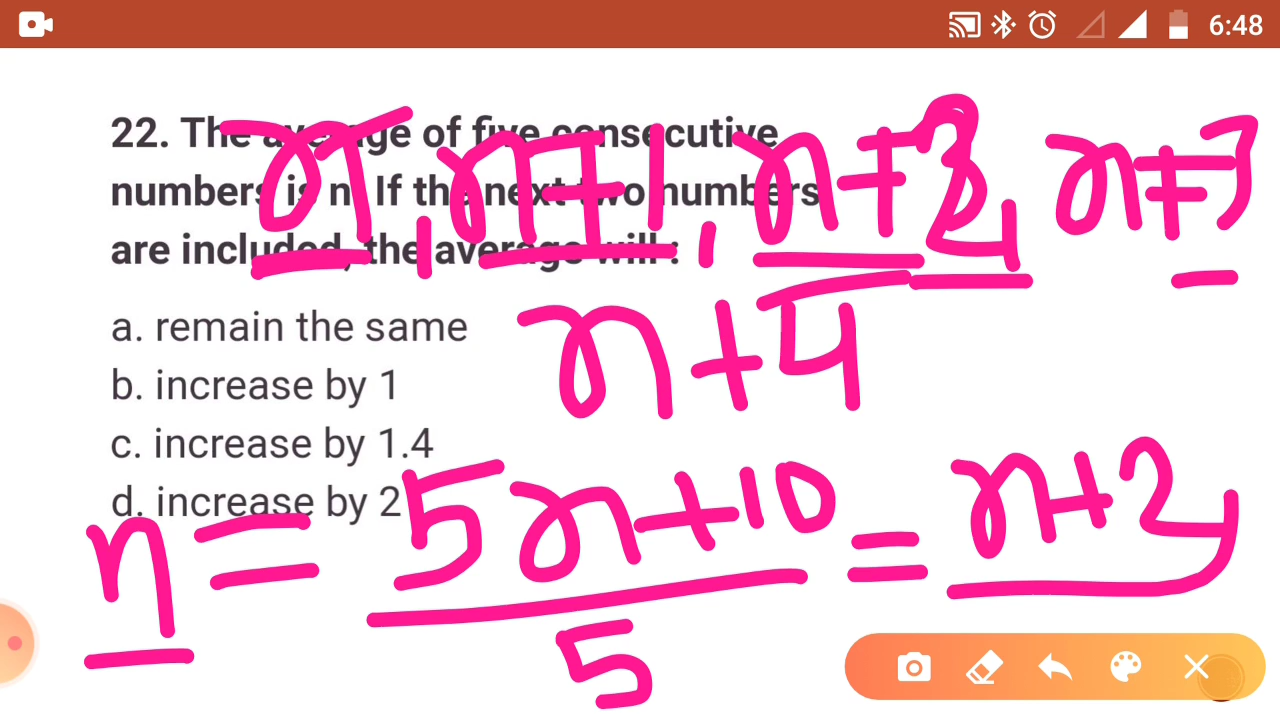 6:48
22. The average of five consecutive
numbers is n. If the next two numbers
are included, the average will :
x, x+1, x+2, x+3
x+4
a. remain the same
b. increase by 1
c. increase by 1.4
d. increase by 2
n = 5x+10 = x+2
5